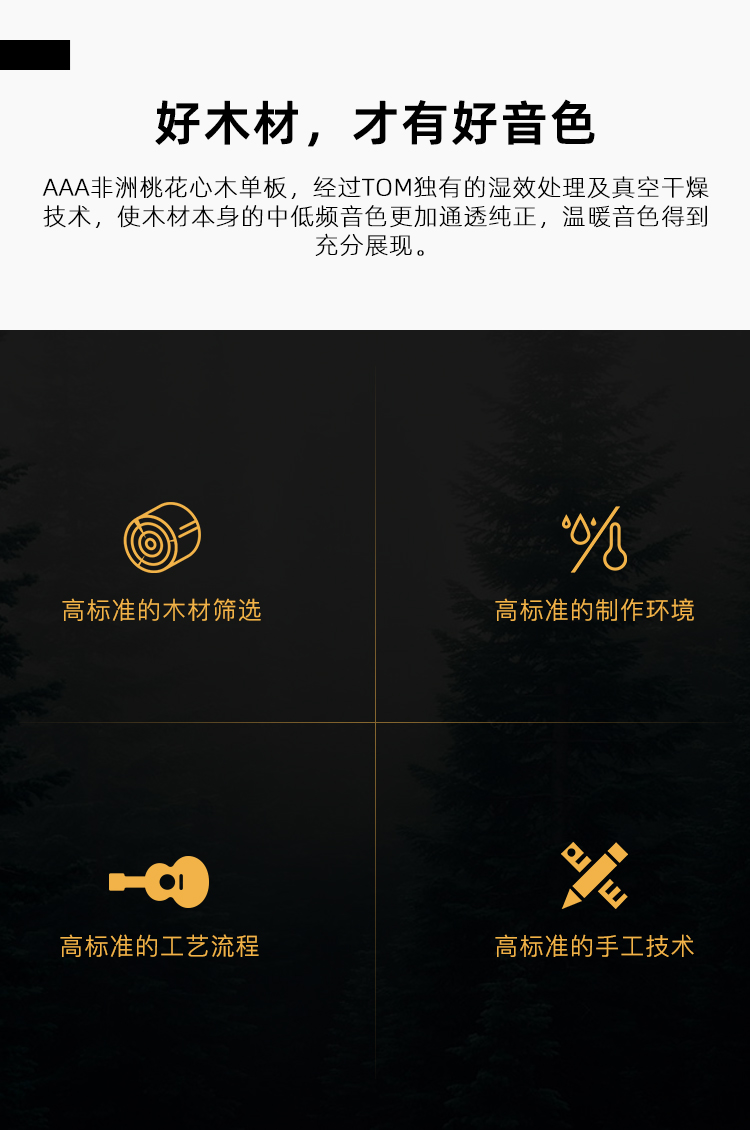 好木材，才有好音色
AAA非洲桃花心木单板，经过TOM独有的湿效处理及真空干燥
技术，使木材本身的中低频音色更加通透纯正，温暖音色得到
充分展现。
高标准的木材筛选
高标准的制作环境
高标准的工艺流程
高标准的手工技术